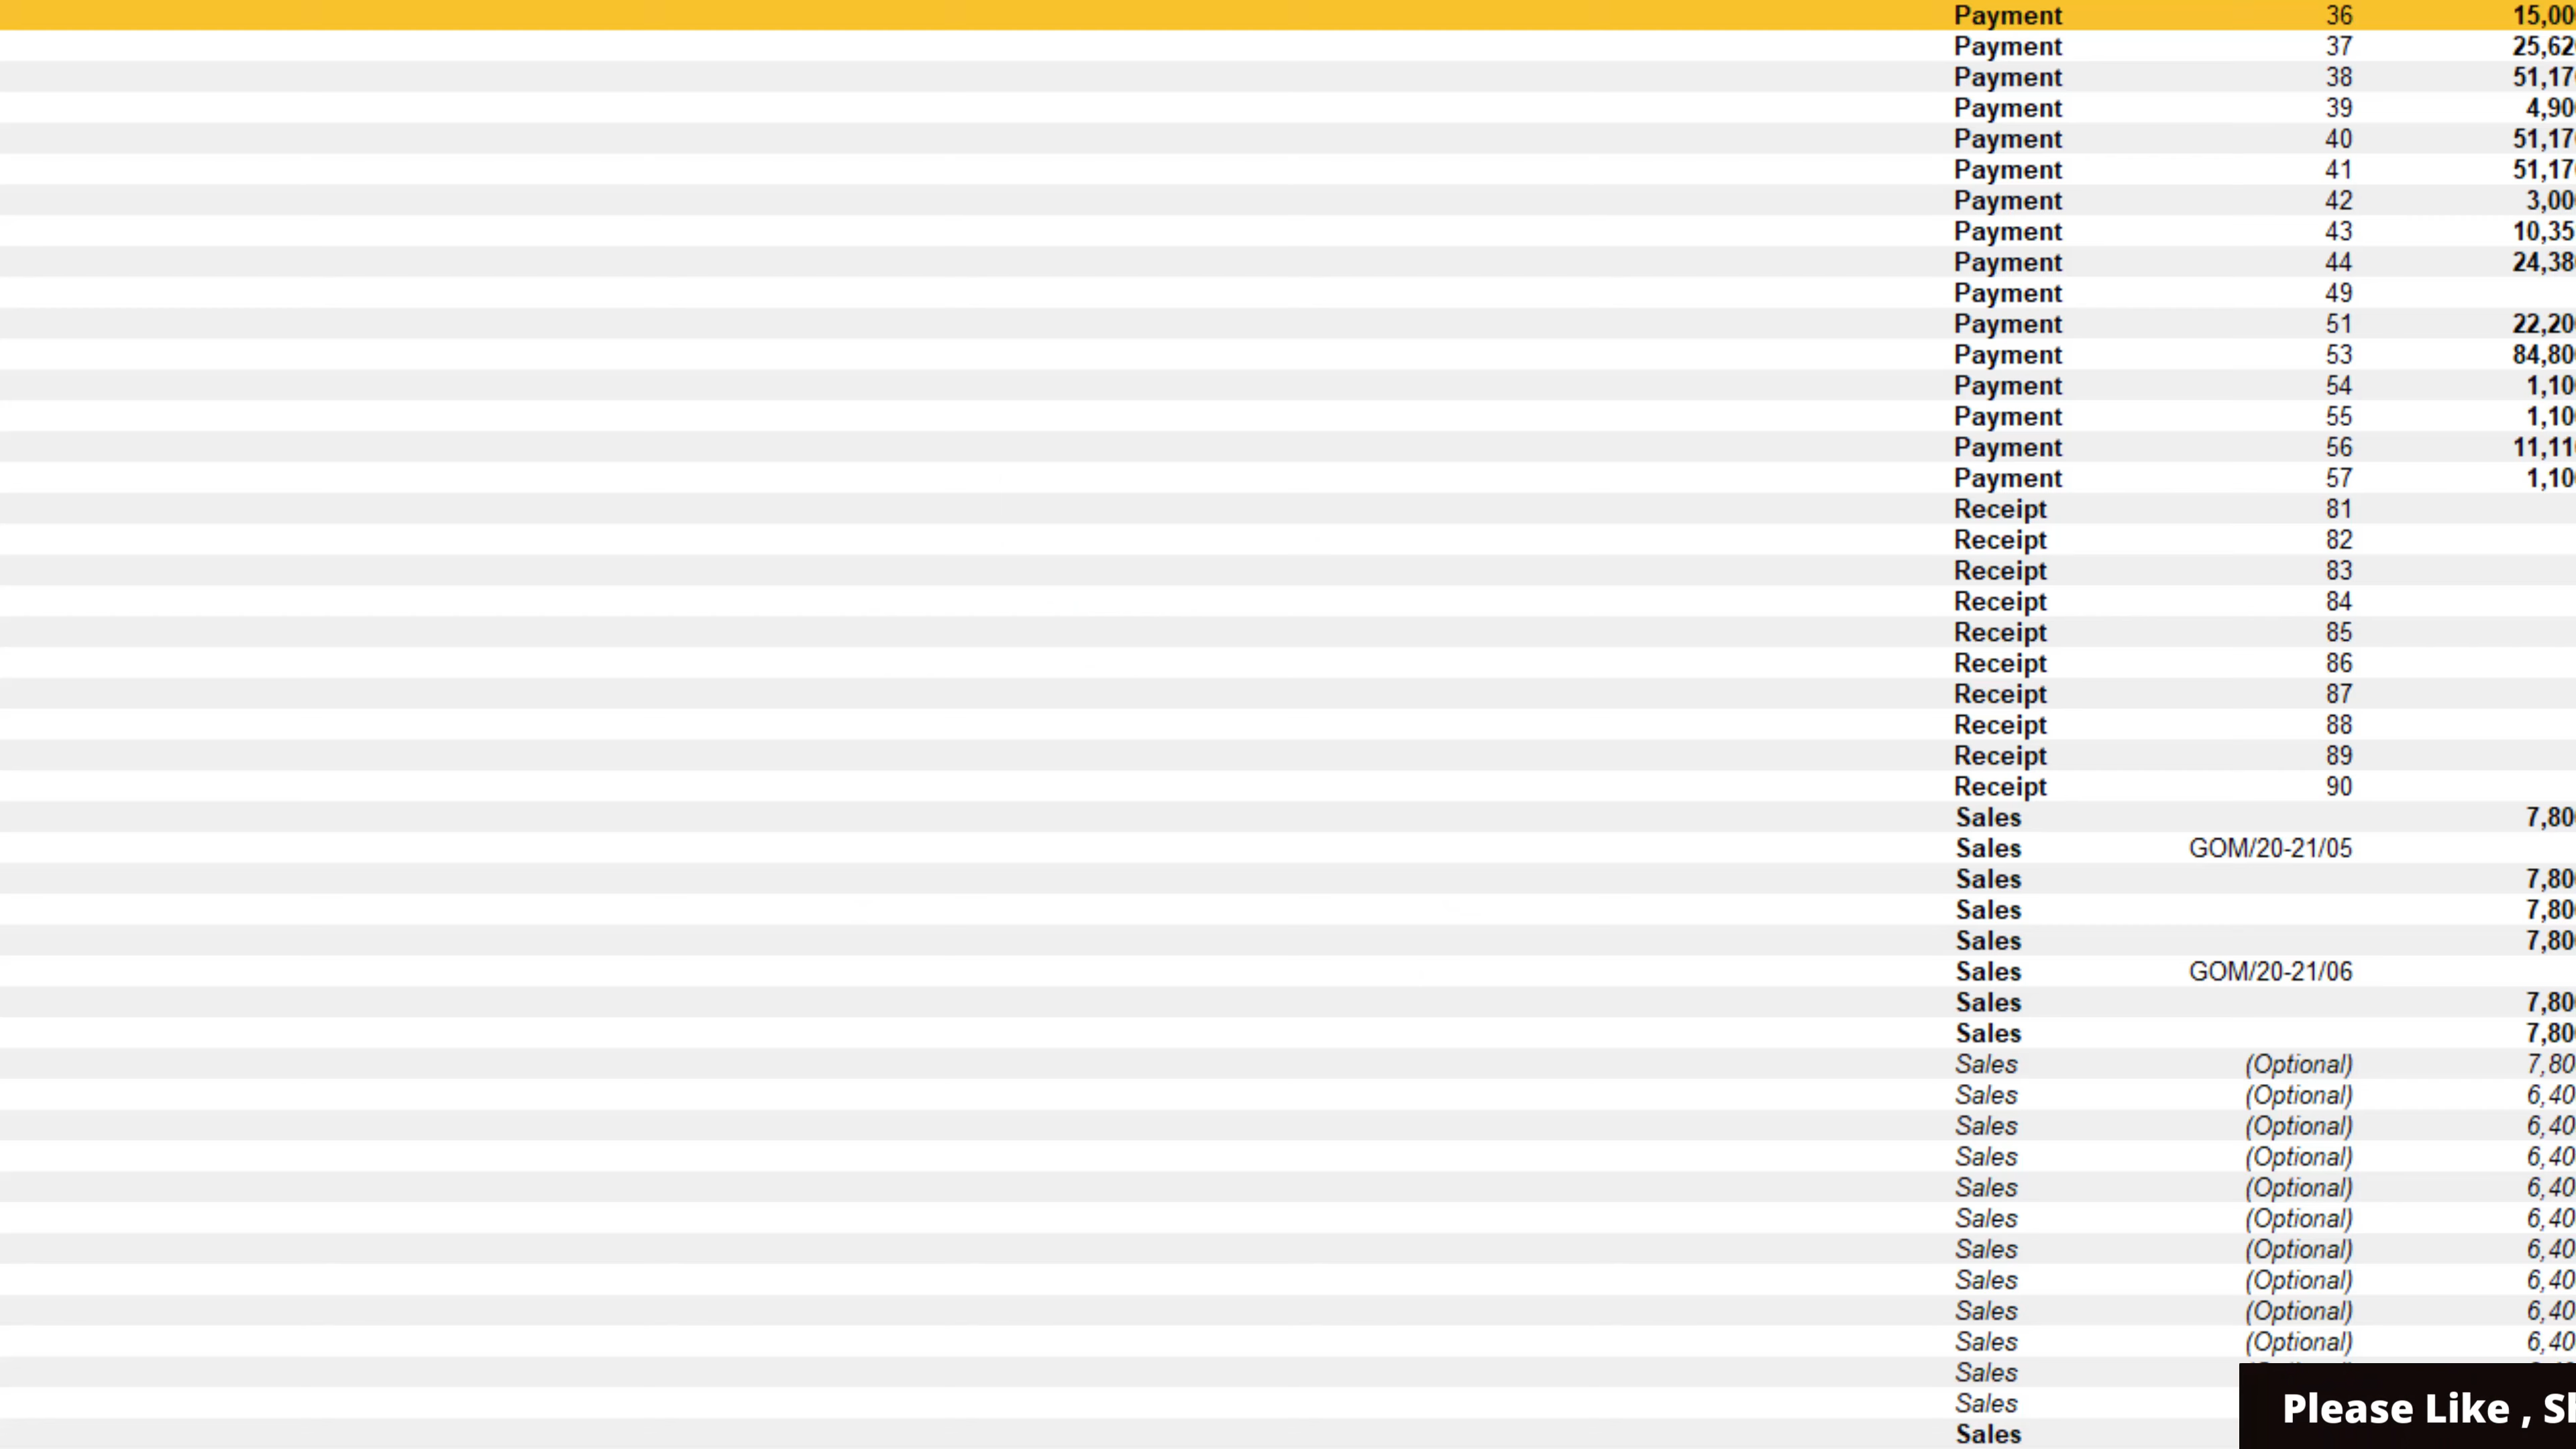 Payment 36 15,00
Payment 37 25,62
Payment 38 51,17
Payment 39 4,90
Payment 40 51,17
Payment 41 51,17
Payment 42 3,00
Payment 43 10,35
Payment 44 24,38
Payment 49
Payment 51 22,20
Payment 53 84,80
Payment 54 1,10
Payment 55 1,10
Payment 56 11,11
Payment 57 1,10
Receipt 81
Receipt 82
Receipt 83
Receipt 84
Receipt 85
Receipt 86
Receipt 87
Receipt 88
Receipt 89
Receipt 90
Sales 7,80
Sales GOM/20-21/05
Sales 7,80
Sales 7,80
Sales 7,80
Sales GOM/20-21/06
Sales 7,80
Sales 7,80
Sales (Optional) 7,80
Sales (Optional) 6,40
Sales (Optional) 6,40
Sales (Optional) 6,40
Sales (Optional) 6,40
Sales (Optional) 6,40
Sales (Optional) 6,40
Sales (Optional) 6,40
Sales (Optional) 6,40
Sales (Optional) 6,40
Sales
Sales
Sales
Please Like , Sh